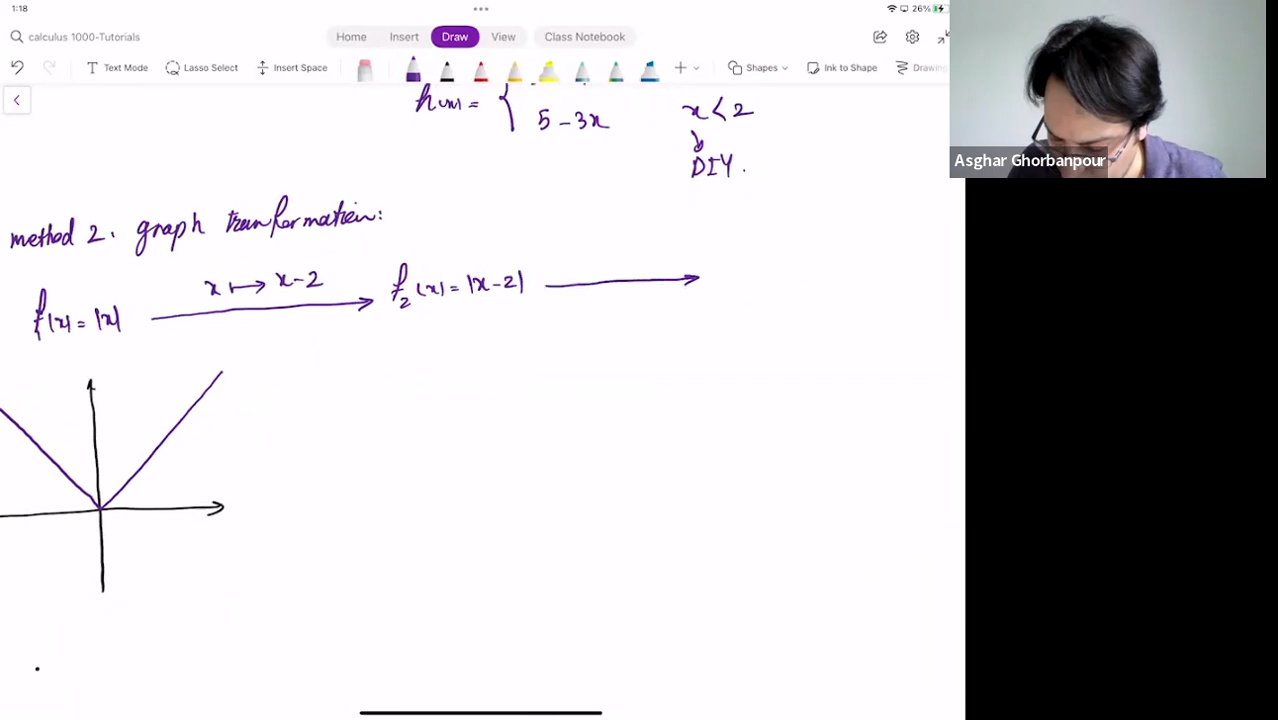 1:18
26%
calculus 1000-Tutorials
Home Insert Draw View Class Notebook
Text Mode Lasso Select Insert Space Shapes Ink to Shape Drawing
h(x) = {
5 - 3x x < 2
DIY.
Asghar Ghorbanpour
method 2. graph transformation:
f(x) = |x| x ↦ x-2 f₂(x) = |x-2|